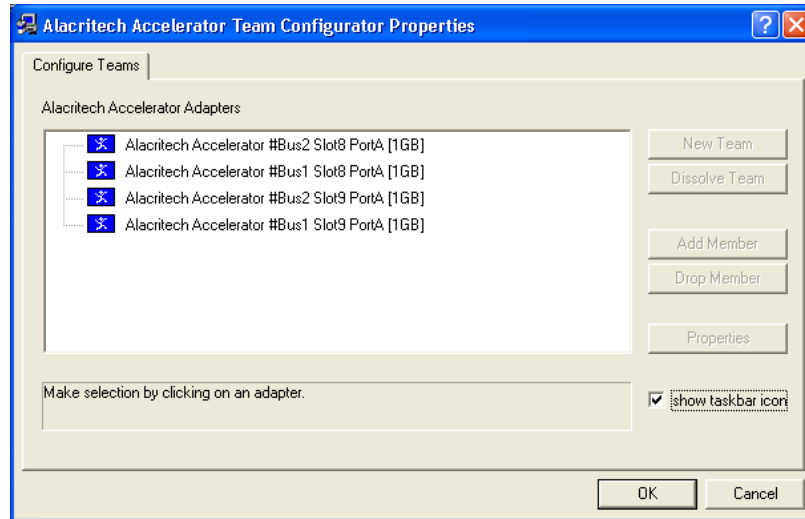 Alacritech Accelerator Team Configurator Properties
Configure Teams
Alacritech Accelerator Adapters
Alacritech Accelerator #Bus2 Slot8 PortA [1GB]
Alacritech Accelerator #Bus1 Slot8 PortA [1GB]
Alacritech Accelerator #Bus2 Slot9 PortA [1GB]
Alacritech Accelerator #Bus1 Slot9 PortA [1GB]
New Team
Dissolve Team
Add Member
Drop Member
Properties
Make selection by clicking on an adapter.
show taskbar icon
OK
Cancel